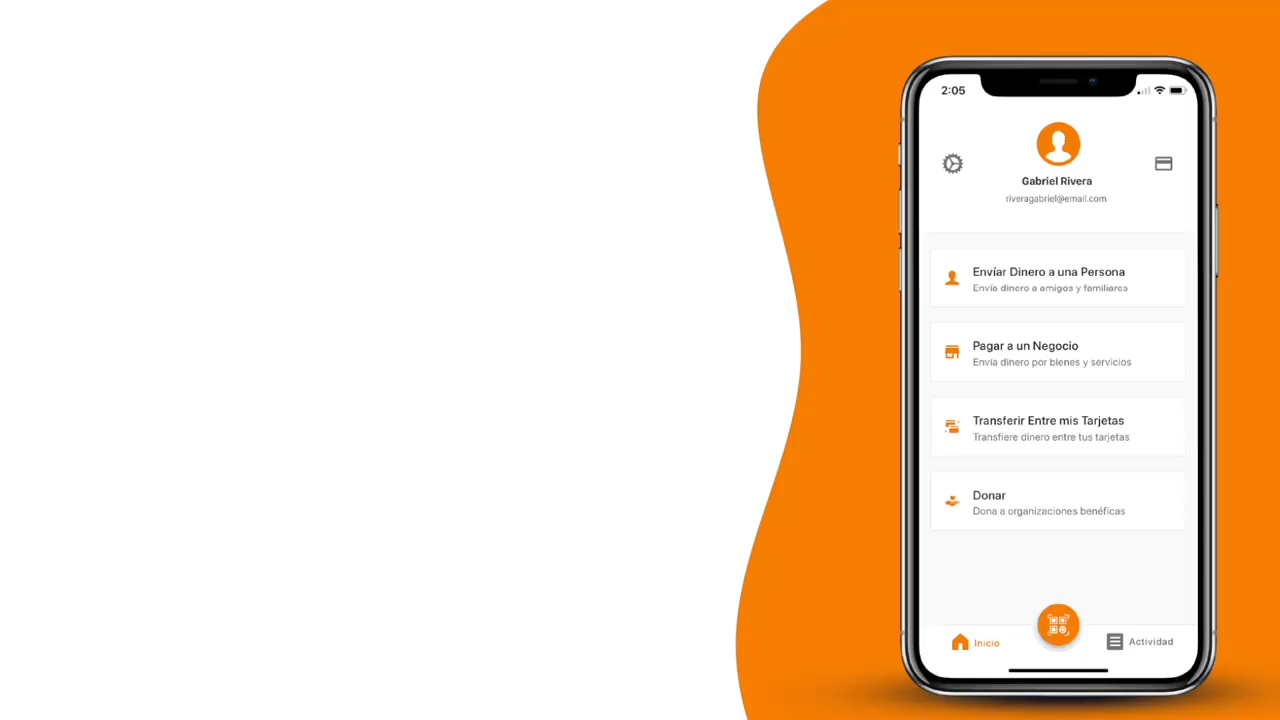 2:05
Gabriel Rivera
riveragabriel@email.com
Envíar Dinero a una Persona
Envía dinero a amigos y familiares
Pagar a un Negocio
Envía dinero por bienes y servicios
Transferir Entre mis Tarjetas
Transfiere dinero entre tus tarjetas
Donar
Dona a organizaciones benéficas
Inicio
Actividad